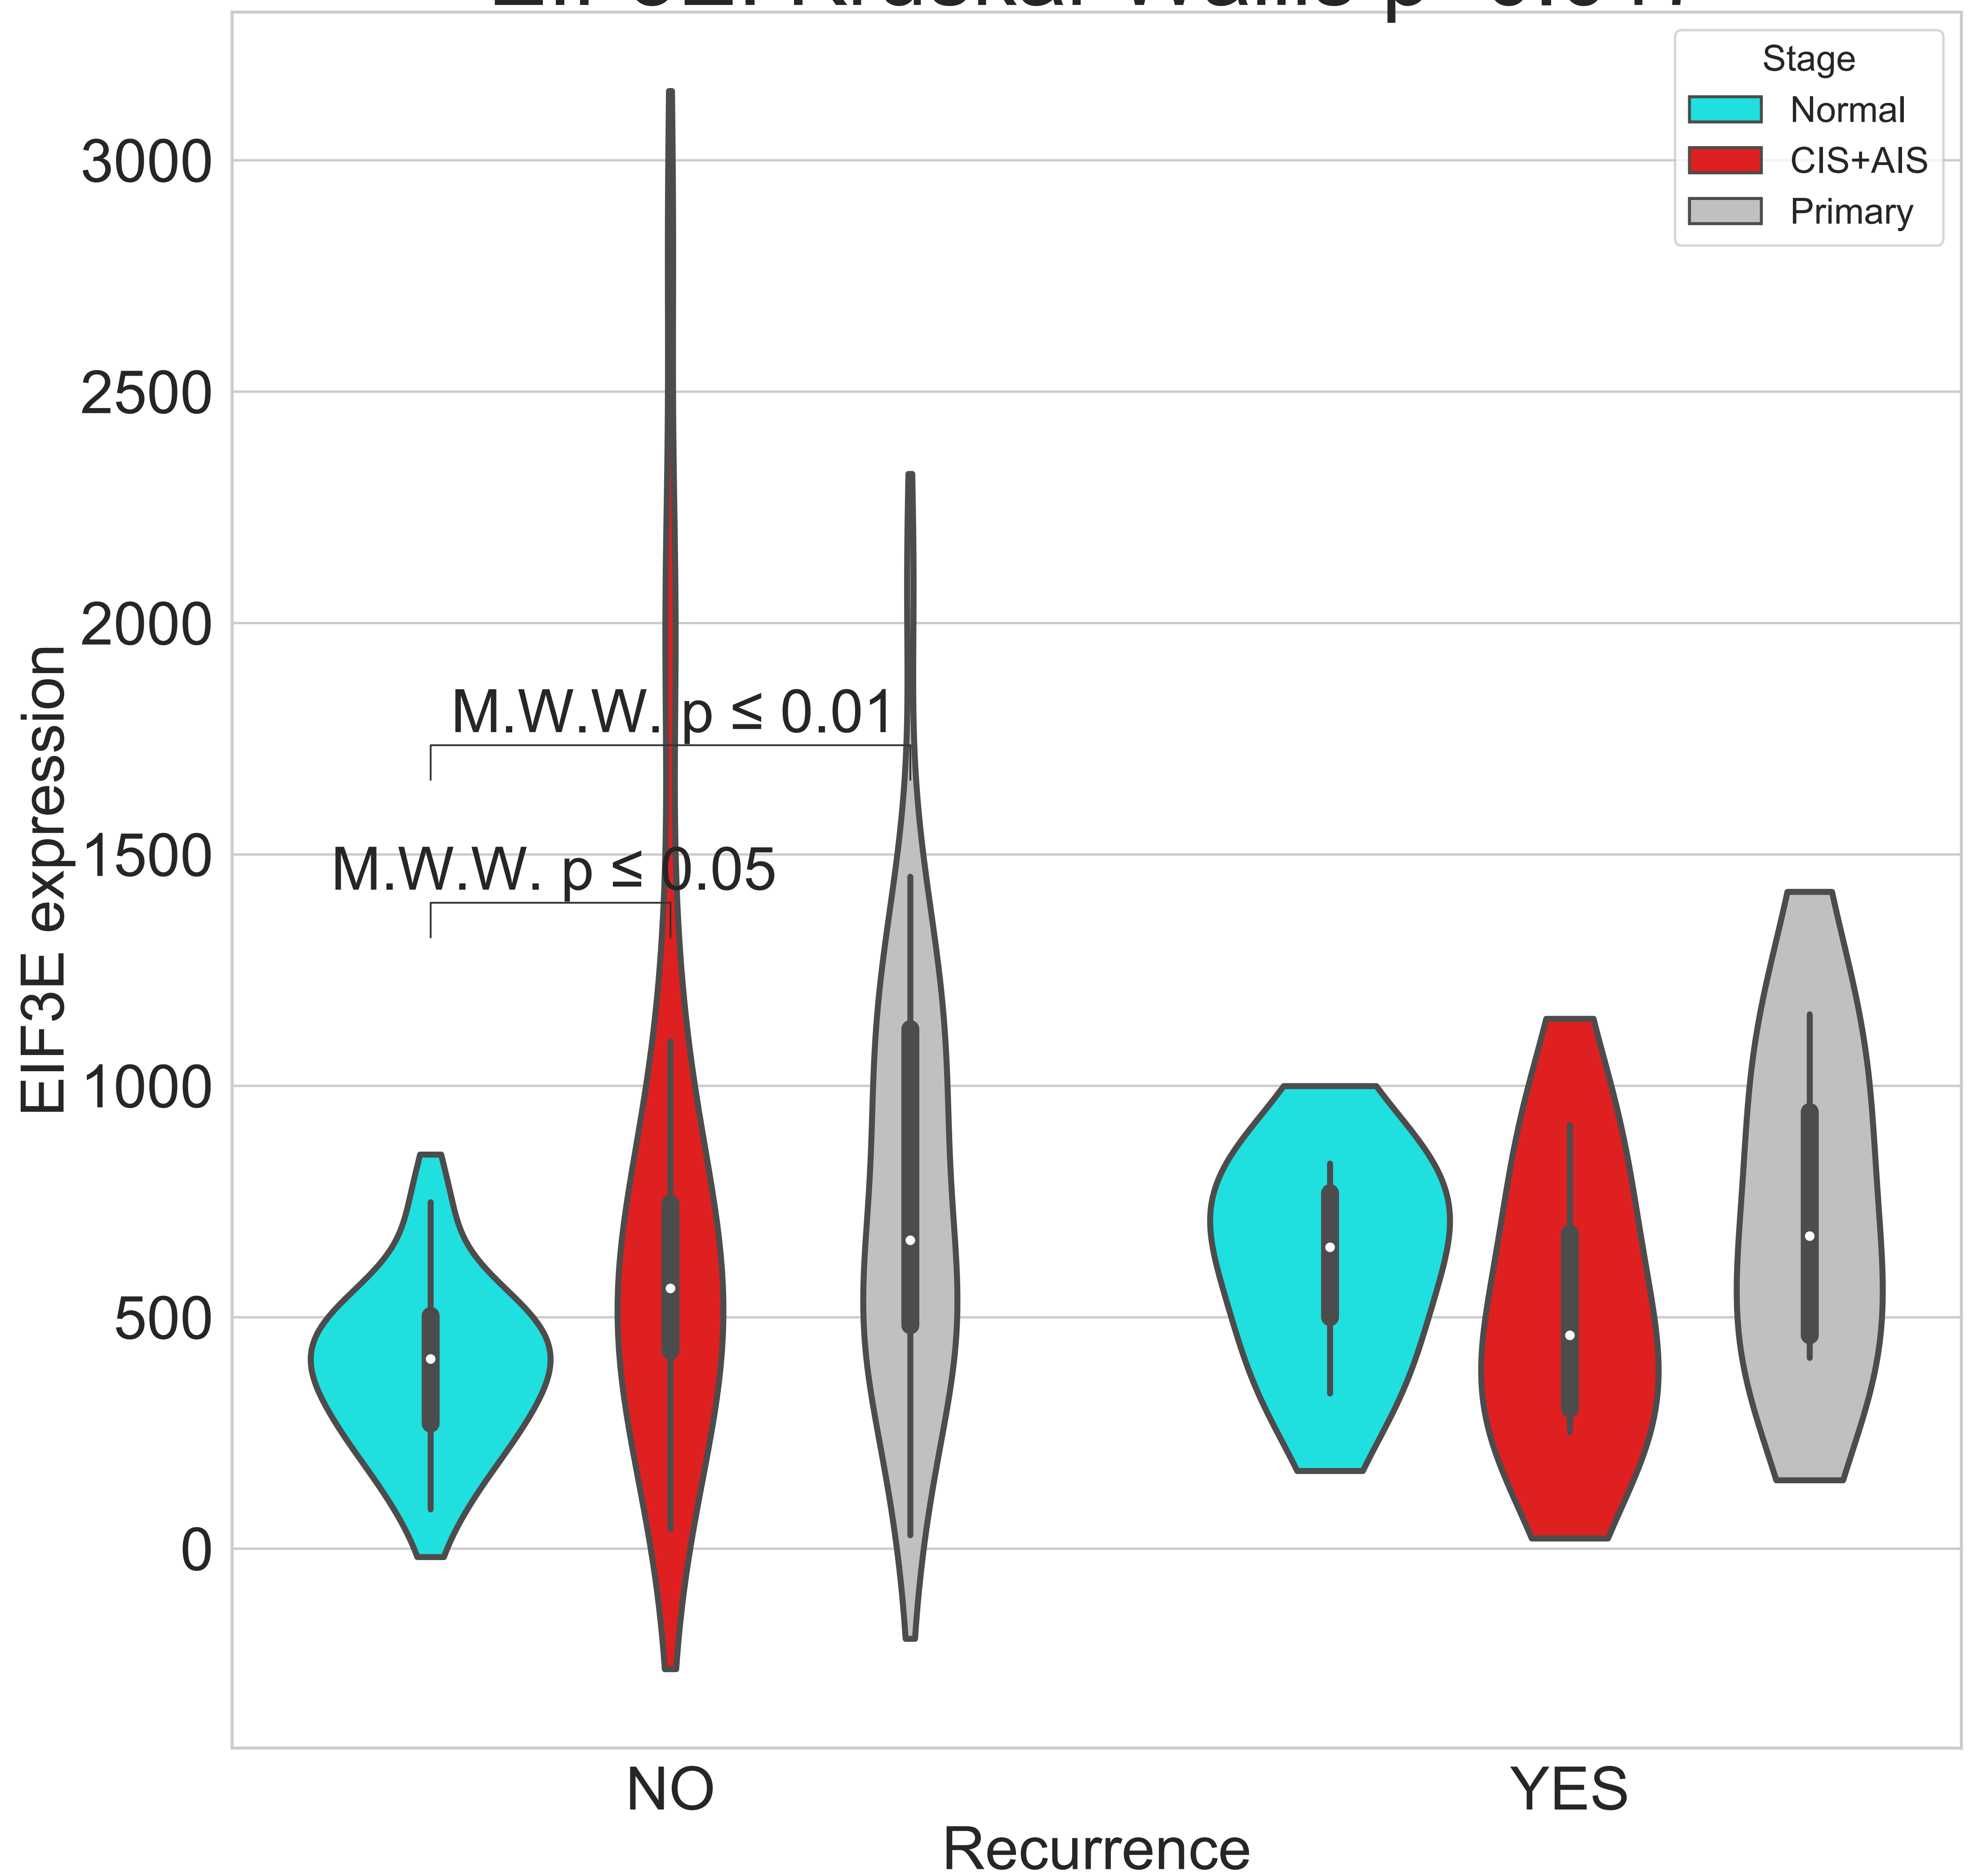 Stage
Normal
CIS+AIS
Primary
3000
2500
2000
1500
1000
500
0
EIF3E expression
M.W.W. p ≤ 0.01
M.W.W. p ≤ 0.05
NO
YES
Recurrence